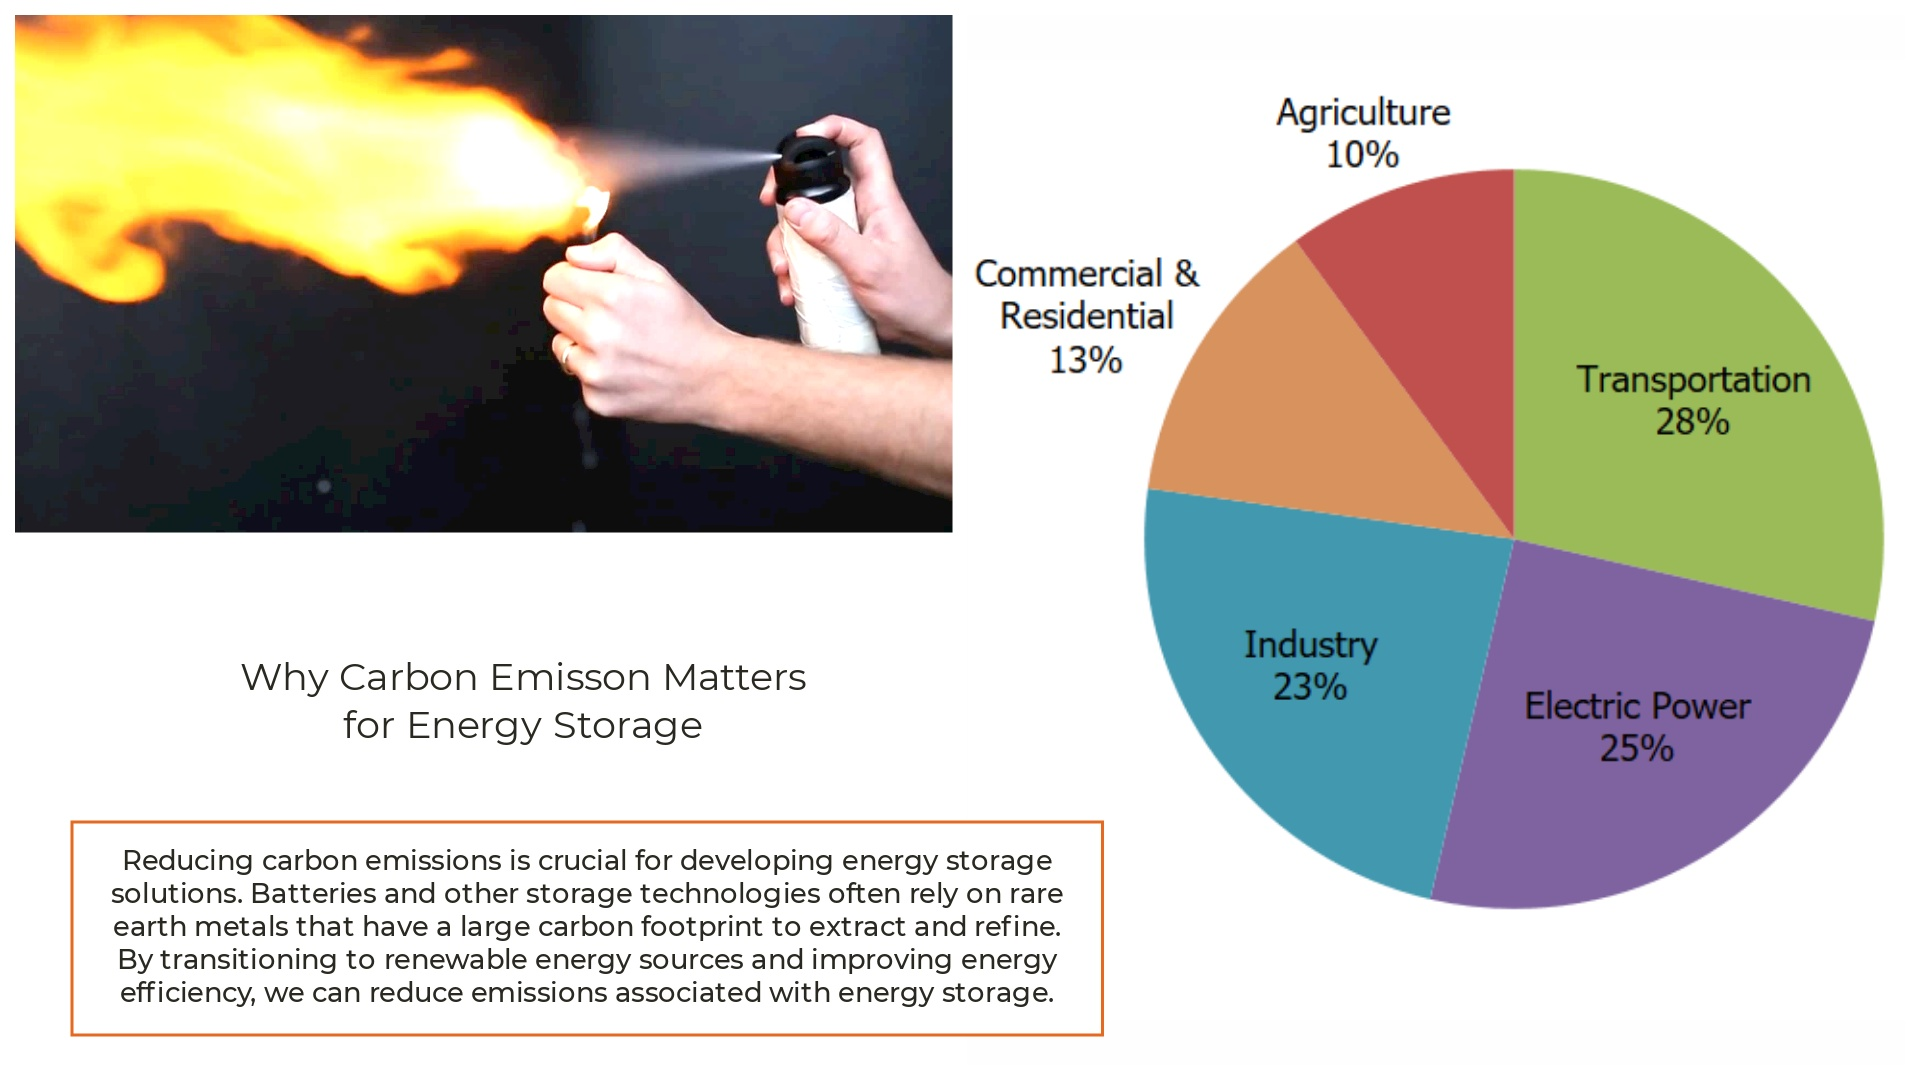 Agriculture
10%
Commercial &
Residential
13%
Transportation
28%
Industry
23%
Electric Power
25%
Why Carbon Emisson Matters
for Energy Storage
Reducing carbon emissions is crucial for developing energy storage
solutions. Batteries and other storage technologies often rely on rare
earth metals that have a large carbon footprint to extract and refine.
By transitioning to renewable energy sources and improving energy
efficiency, we can reduce emissions associated with energy storage.